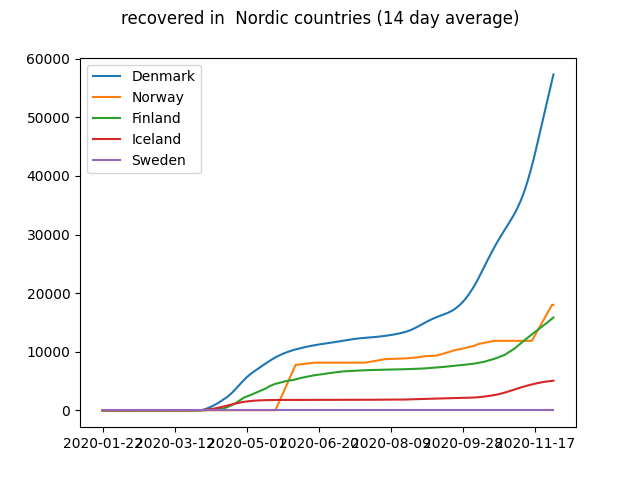 recovered in  Nordic countries (14 day average)
60000
50000
40000
30000
20000
10000
0
Denmark
Norway
Finland
Iceland
Sweden
2020-01-22 2020-03-12 2020-05-01 2020-06-20 2020-08-09 2020-09-28 2020-11-17